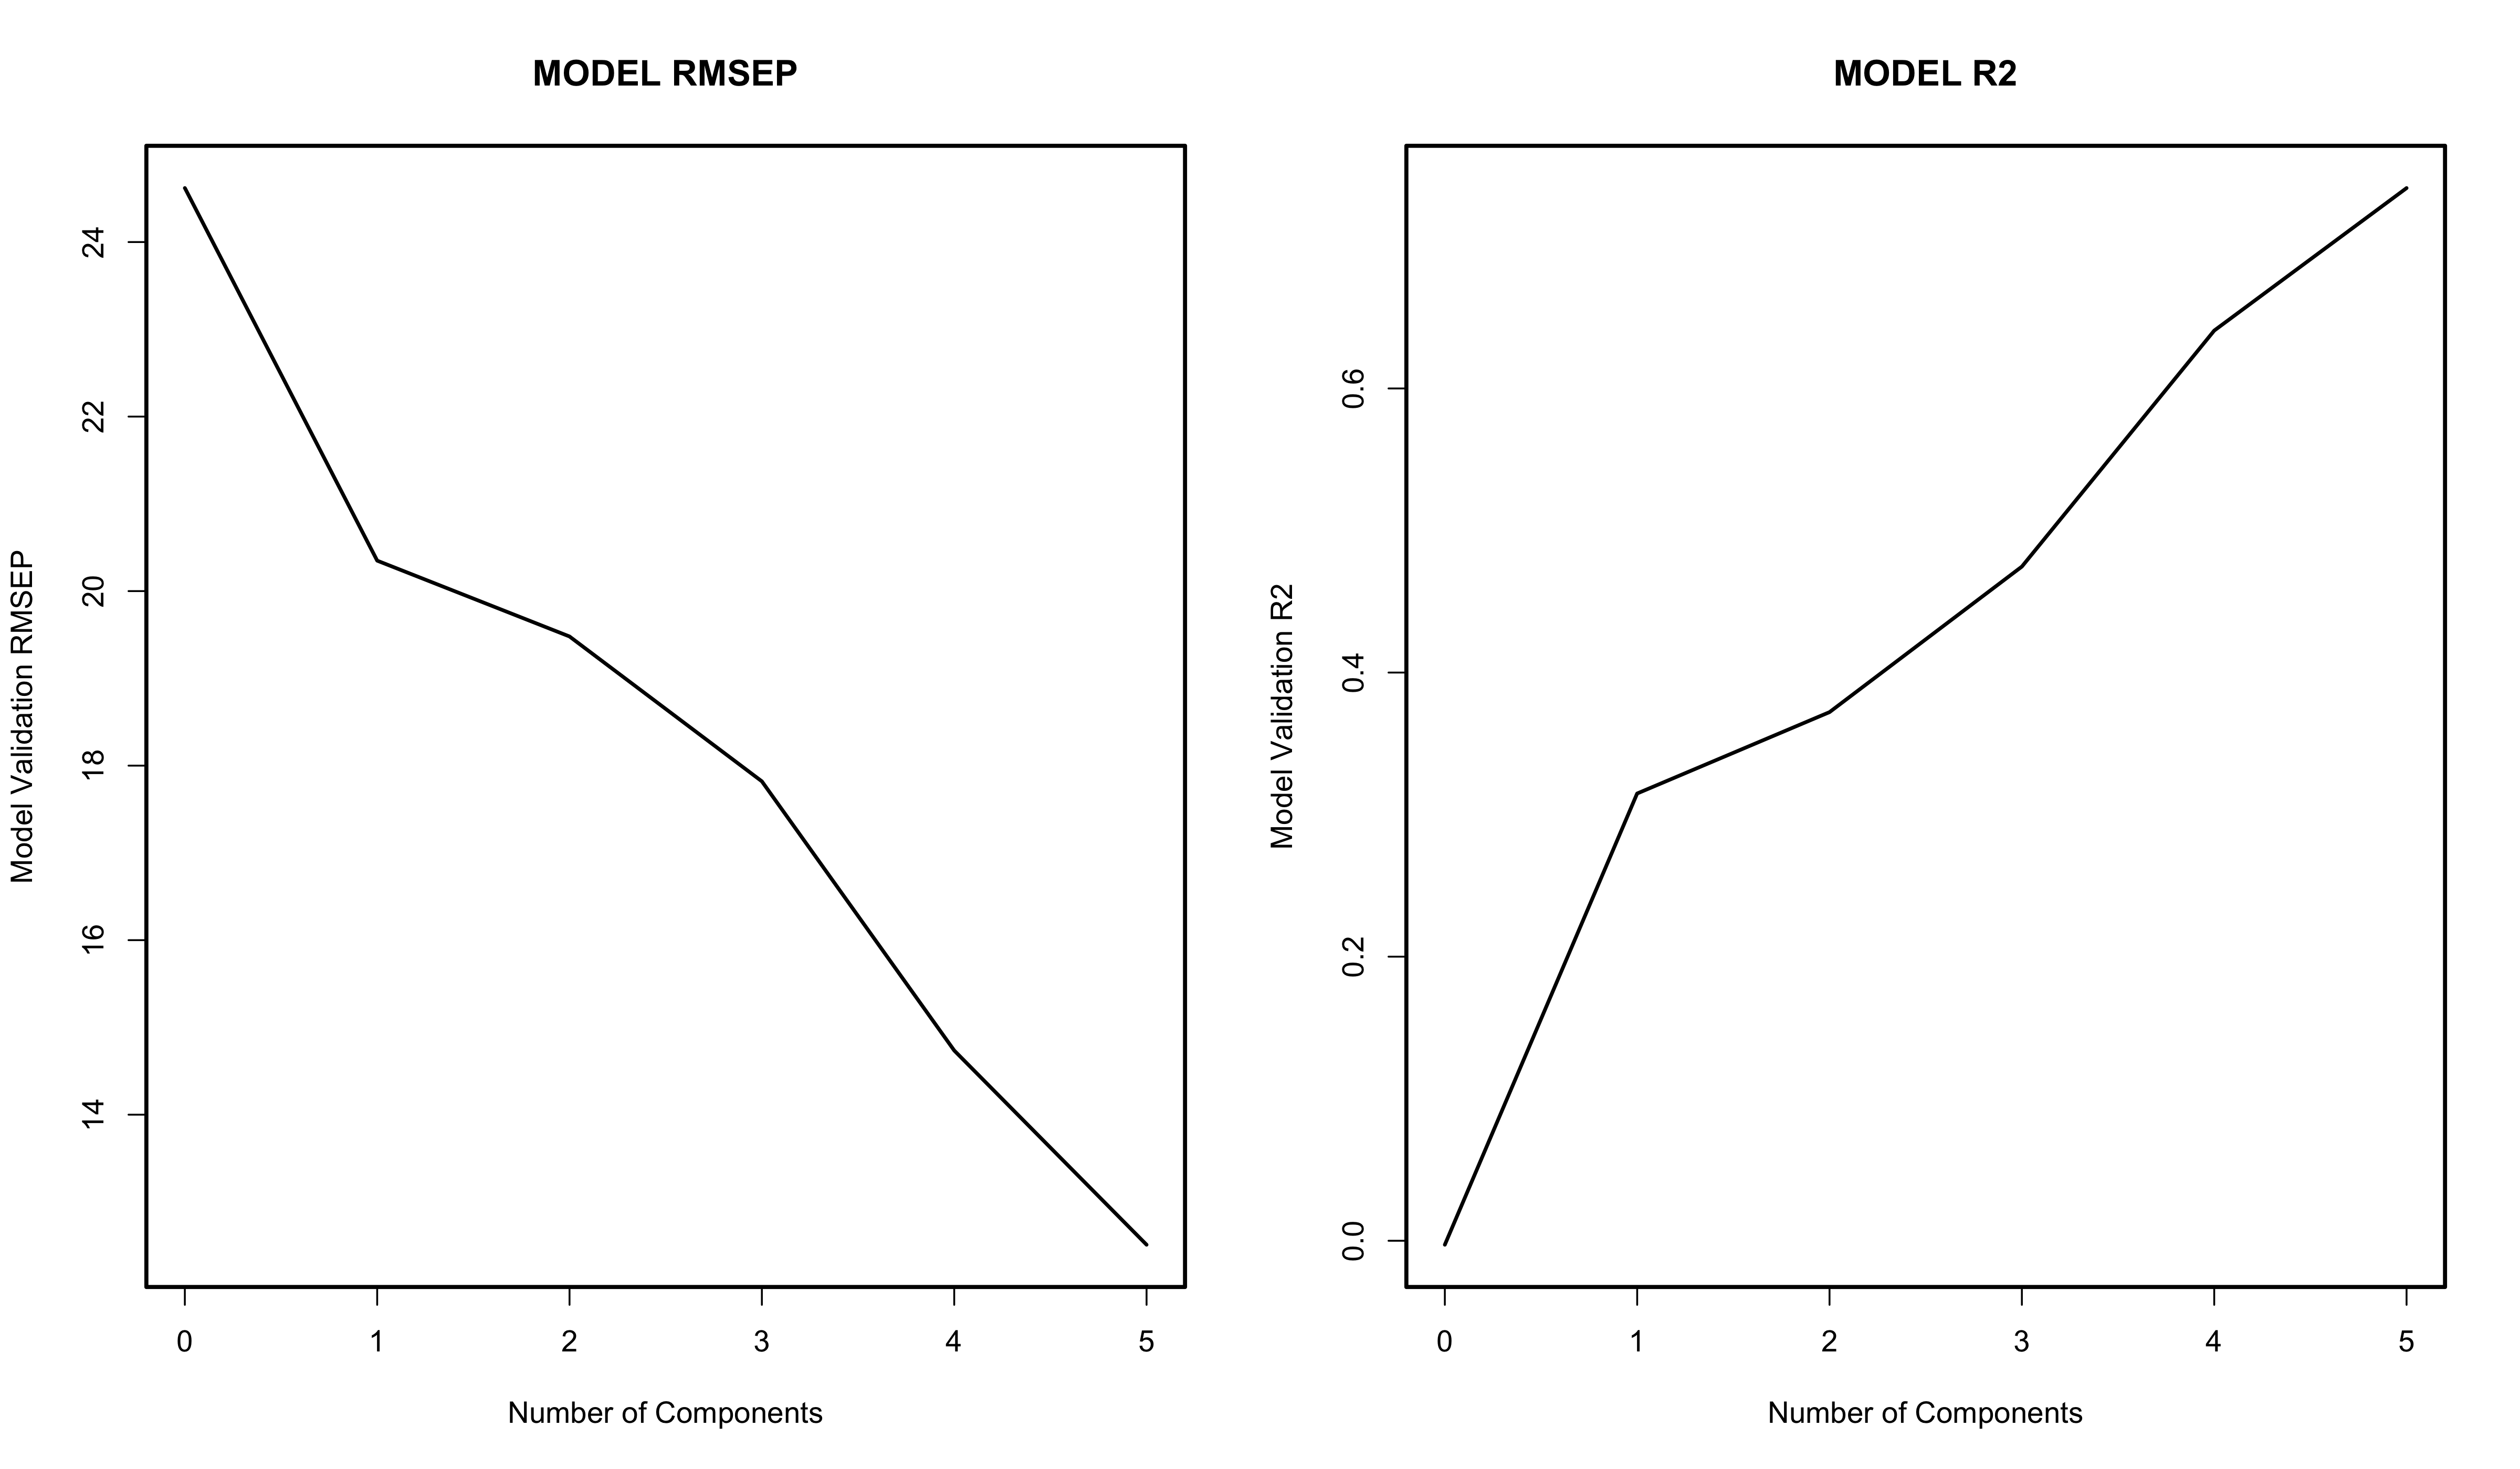 MODEL RMSEP
Model Validation RMSEP
24
22
20
18
16
14
0 1 2 3 4 5
Number of Components
MODEL R2
Model Validation R2
0.6
0.4
0.2
0.0
0 1 2 3 4 5
Number of Components